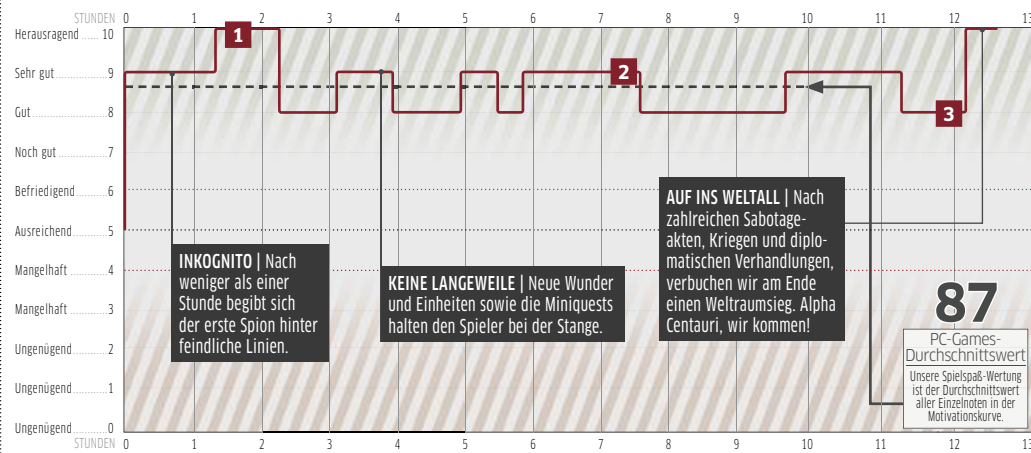 STUNDEN 0 1 2 3 4 5 6 7 8 9 10 11 12 13
Herausragend ..... 10
Sehr gut ..... 9
Gut ..... 8
Noch gut ..... 7
Befriedigend ..... 6
Ausreichend ..... 5
Mangelhaft ..... 4
Mangelhaft ..... 3
Ungenügend ..... 2
Ungenügend ..... 1
Ungenügend ..... 0
1
2
3
INKOGNITO | Nach
weniger als einer
Stunde begibt sich
der erste Spion hinter
feindliche Linien.
KEINE LANGEWEILE | Neue Wunder
und Einheiten sowie die Miniquests
halten den Spieler bei der Stange.
AUF INS WELTALL | Nach
zahlreichen Sabotage-
akten, Kriegen und diplo-
matischen Verhandlungen,
verbuchen wir am Ende
einen Weltraumsieg. Alpha
Centauri, wir kommen!
87
PC-Games-
Durchschnittswert
Unsere Spielspaß-Wertung
ist der Durchschnittswert
aller Einzelnoten in der
Motivationskurve.
STUNDEN 0 1 2 3 4 5 6 7 8 9 10 11 12 13